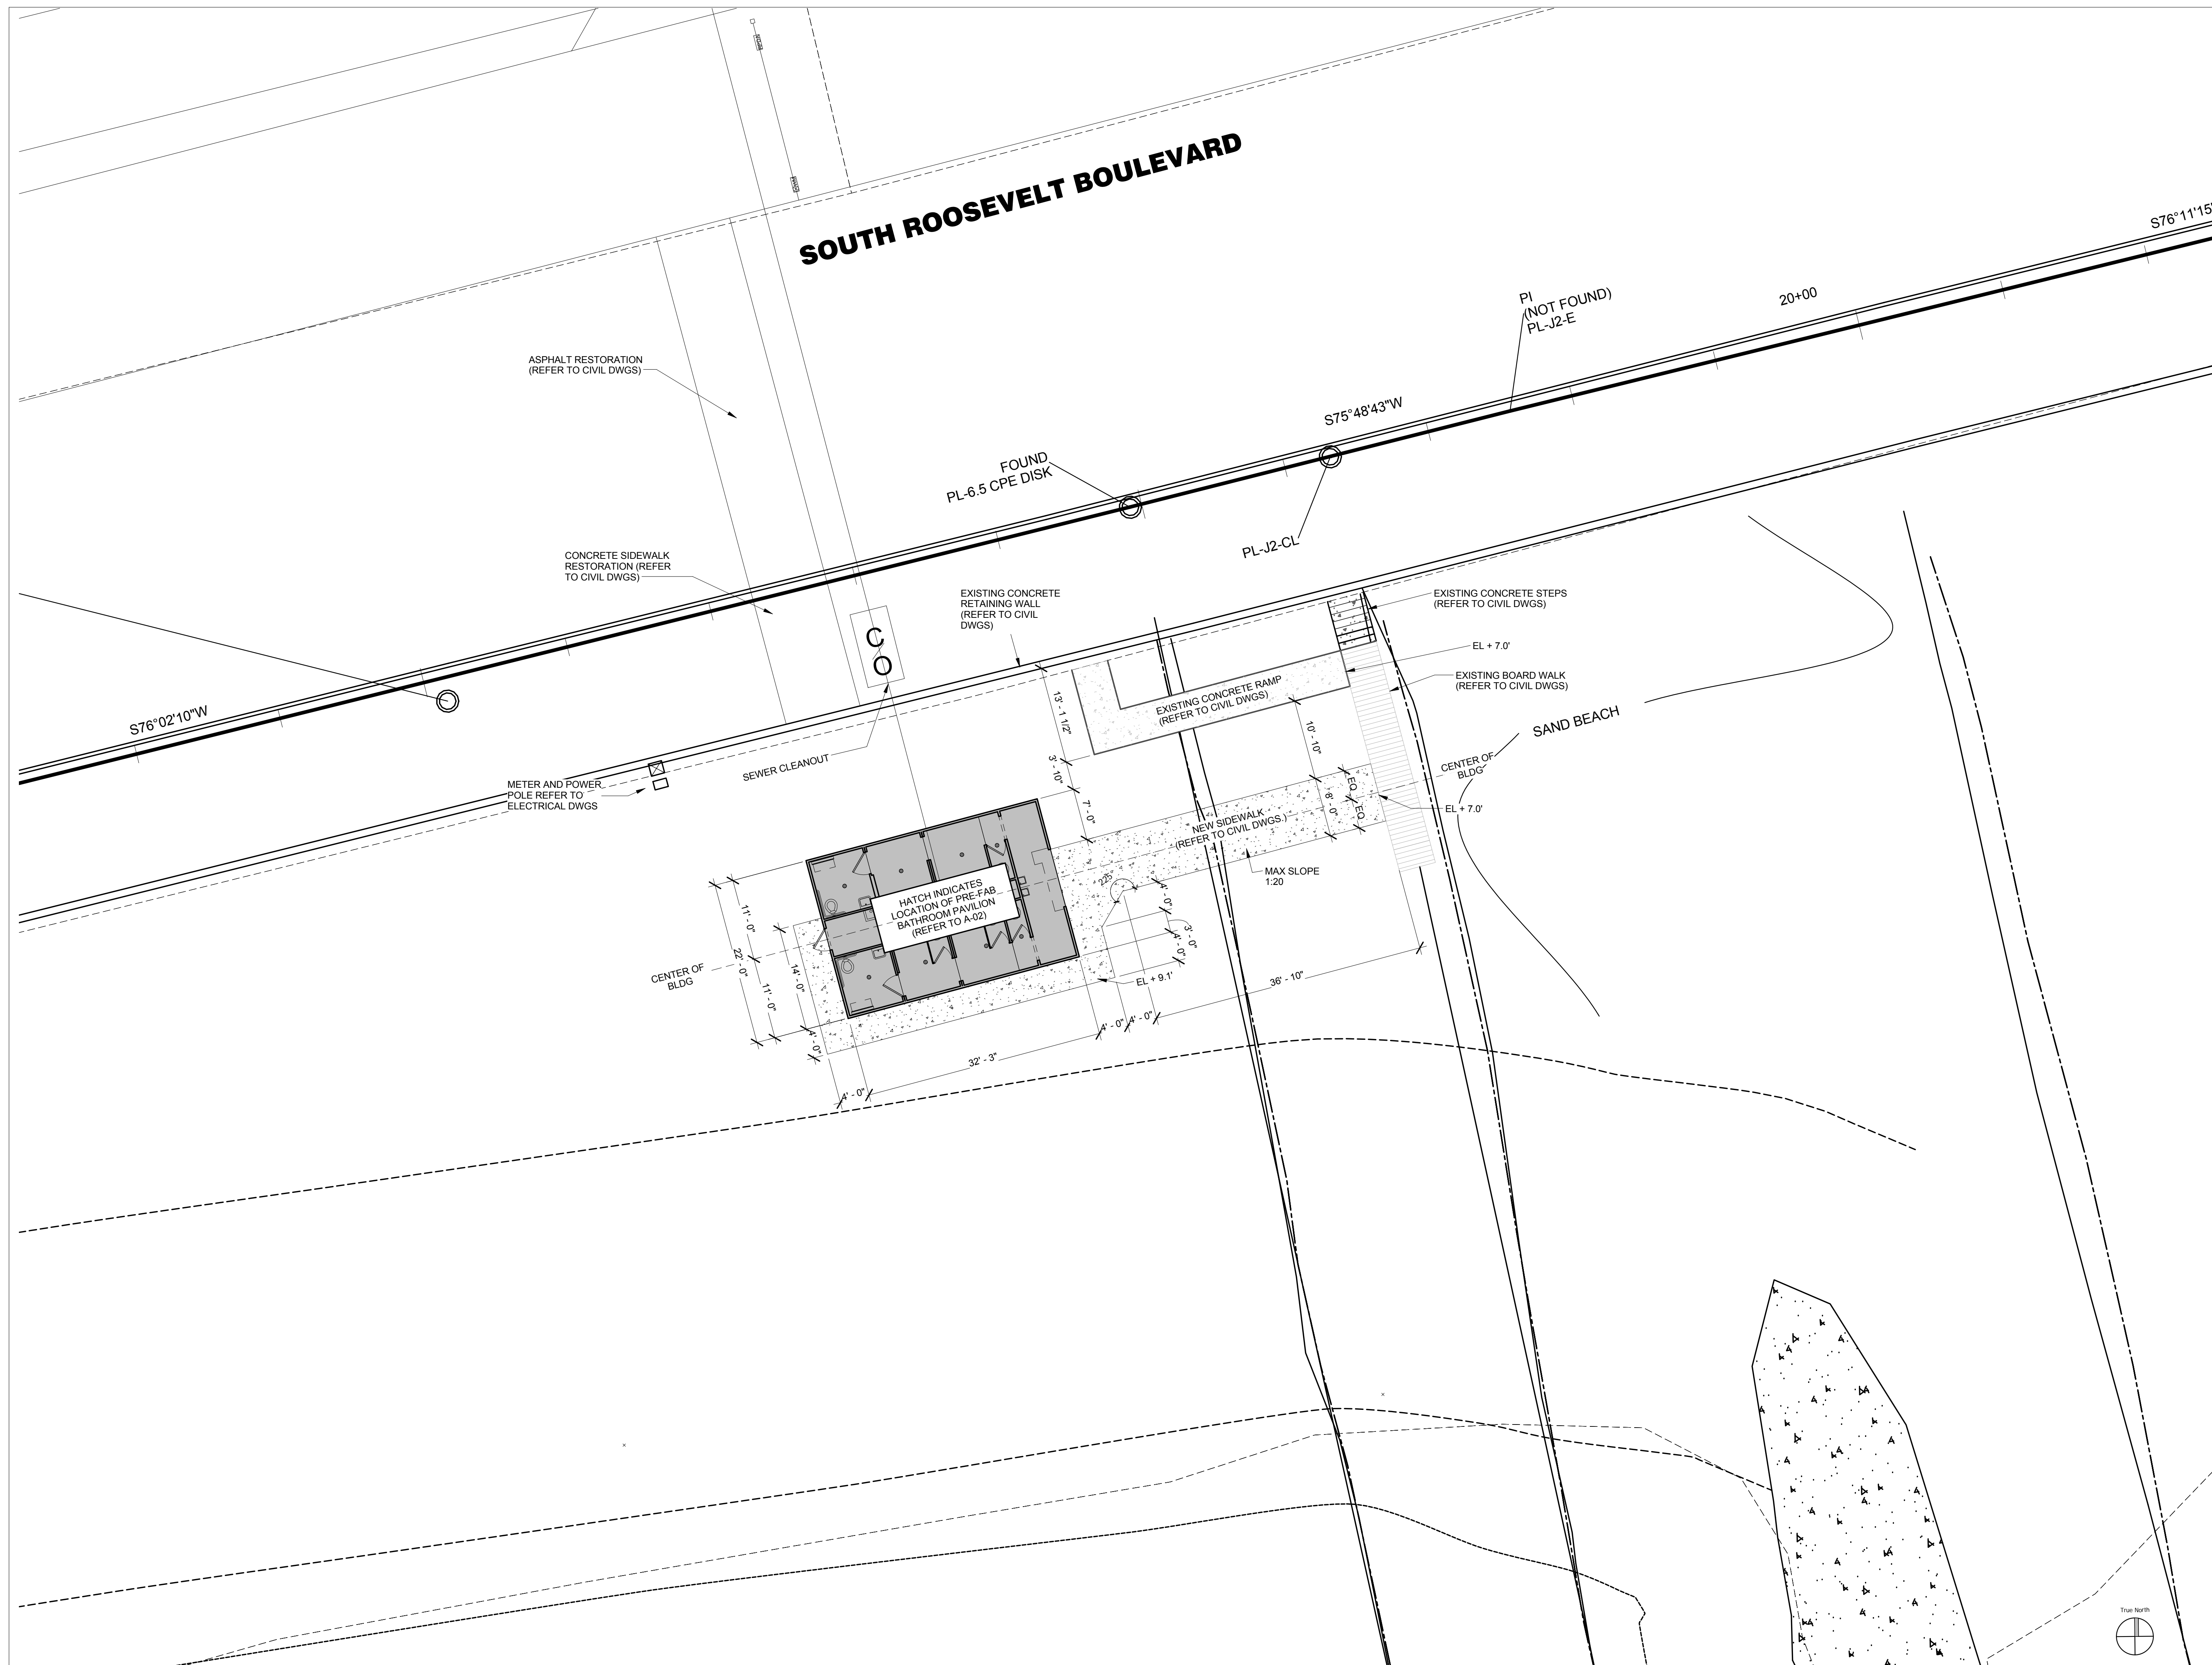 SOUTH ROOSEVELT BOULEVARD
S76°11'15"
20+00
PI
(NOT FOUND)
PL-J2-E
ASPHALT RESTORATION
(REFER TO CIVIL DWGS)
S75°48'43"W
FOUND
PL-6.5 CPE DISK
PL-J2-CL
CONCRETE SIDEWALK
RESTORATION (REFER
TO CIVIL DWGS)
C
O
EXISTING CONCRETE
RETAINING WALL
(REFER TO CIVIL
DWGS)
EXISTING CONCRETE STEPS
(REFER TO CIVIL DWGS)
EL + 7.0'
EXISTING BOARD WALK
(REFER TO CIVIL DWGS)
EXISTING CONCRETE RAMP
(REFER TO CIVIL DWGS)
S76°02'10"W
13' - 1 1/2"
10' - 10"
SAND BEACH
SEWER CLEANOUT
3' - 10"
CENTER OF
BLDG
METER AND POWER
POLE REFER TO
ELECTRICAL DWGS
7' - 0"
EQ
EQ
6' - 0"
EL + 7.0'
NEW SIDEWALK
(REFER TO CIVIL DWGS.)
MAX SLOPE
1:20
225°
HATCH INDICATES
LOCATION OF PRE-FAB
BATHROOM PAVILION
(REFER TO A-02)
4' - 0"
3' - 0"
4' - 0"
11' - 0"
22' - 0"
14' - 0"
11' - 0"
CENTER OF
BLDG
EL + 9.1'
36' - 10"
4' - 0"
4' - 0"
4' - 0"
32' - 3"
4' - 0"
True North